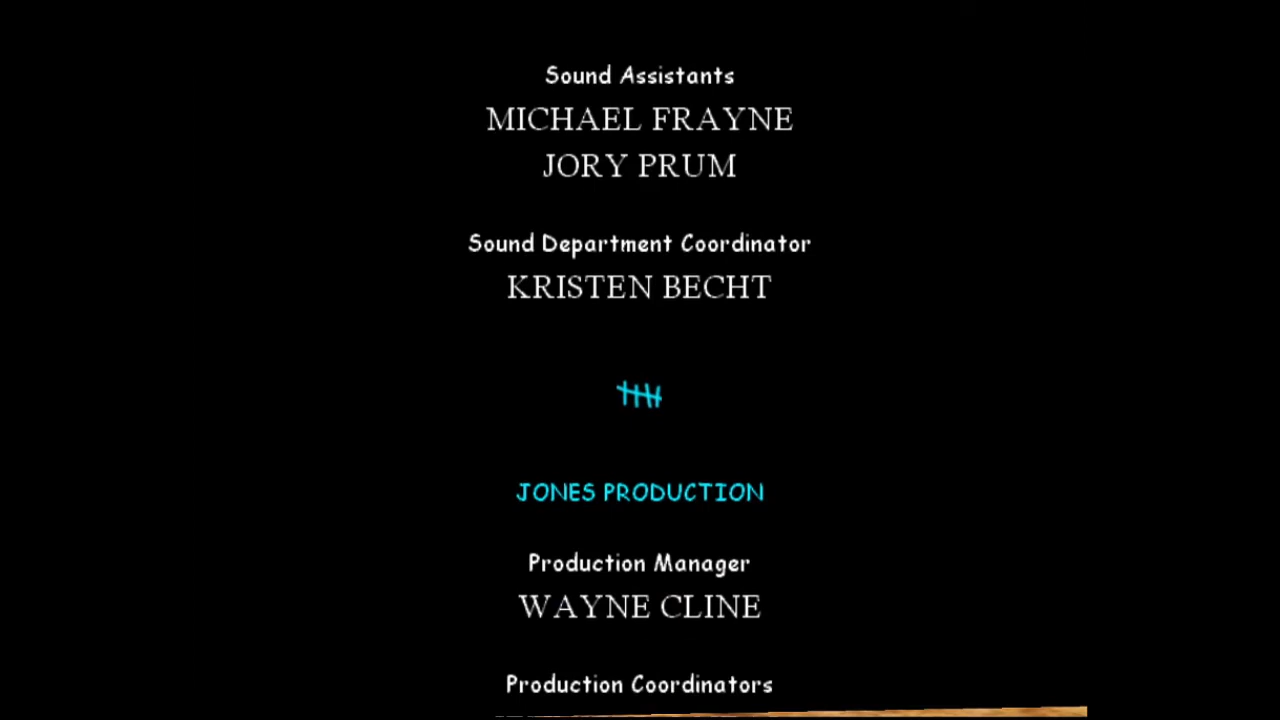 Sound Assistants
MICHAEL FRAYNE
JORY PRUM
Sound Department Coordinator
KRISTEN BECHT
JONES PRODUCTION
Production Manager
WAYNE CLINE
Production Coordinators